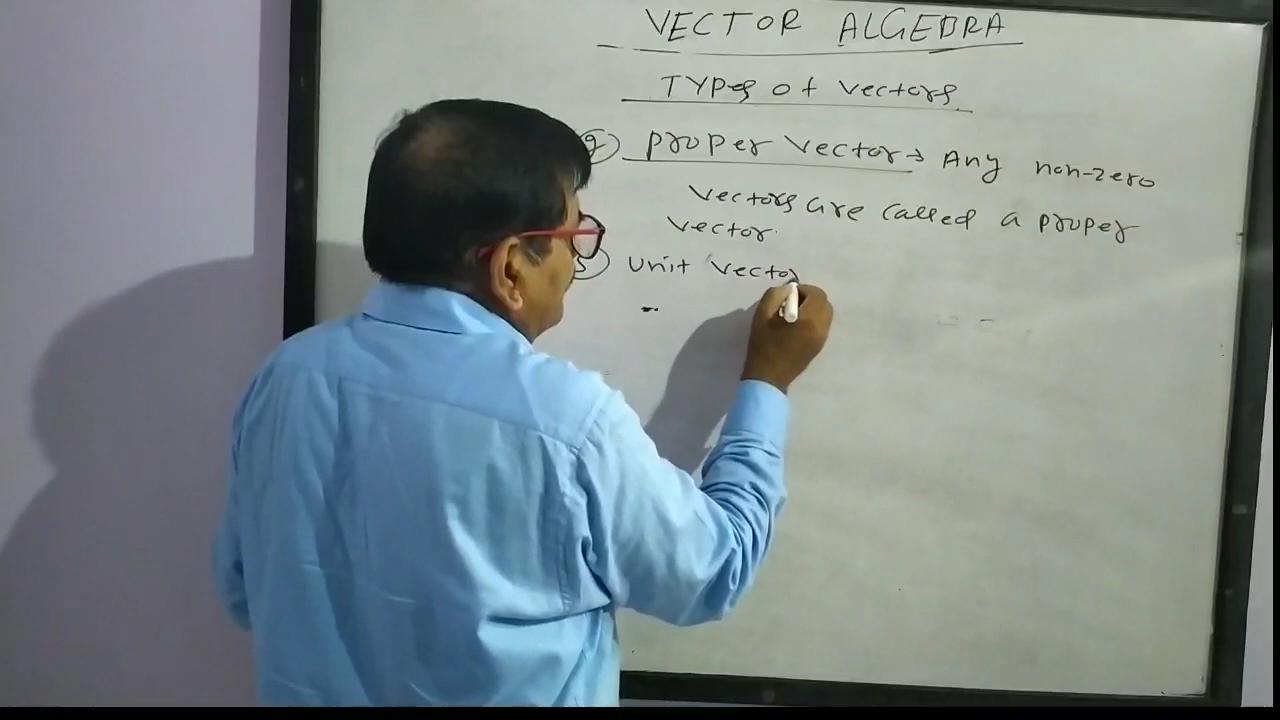 VECTOR ALGEBRA
Types of Vectors
Proper Vector → Any non-zero
Vectors are called a proper
Vector.
Unit Vector